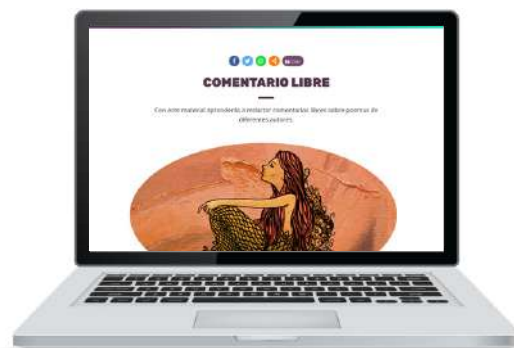 COMENTARIO LIBRE
Con este material aprenderás a redactar comentarios libres sobre poemas de
diferentes autores.